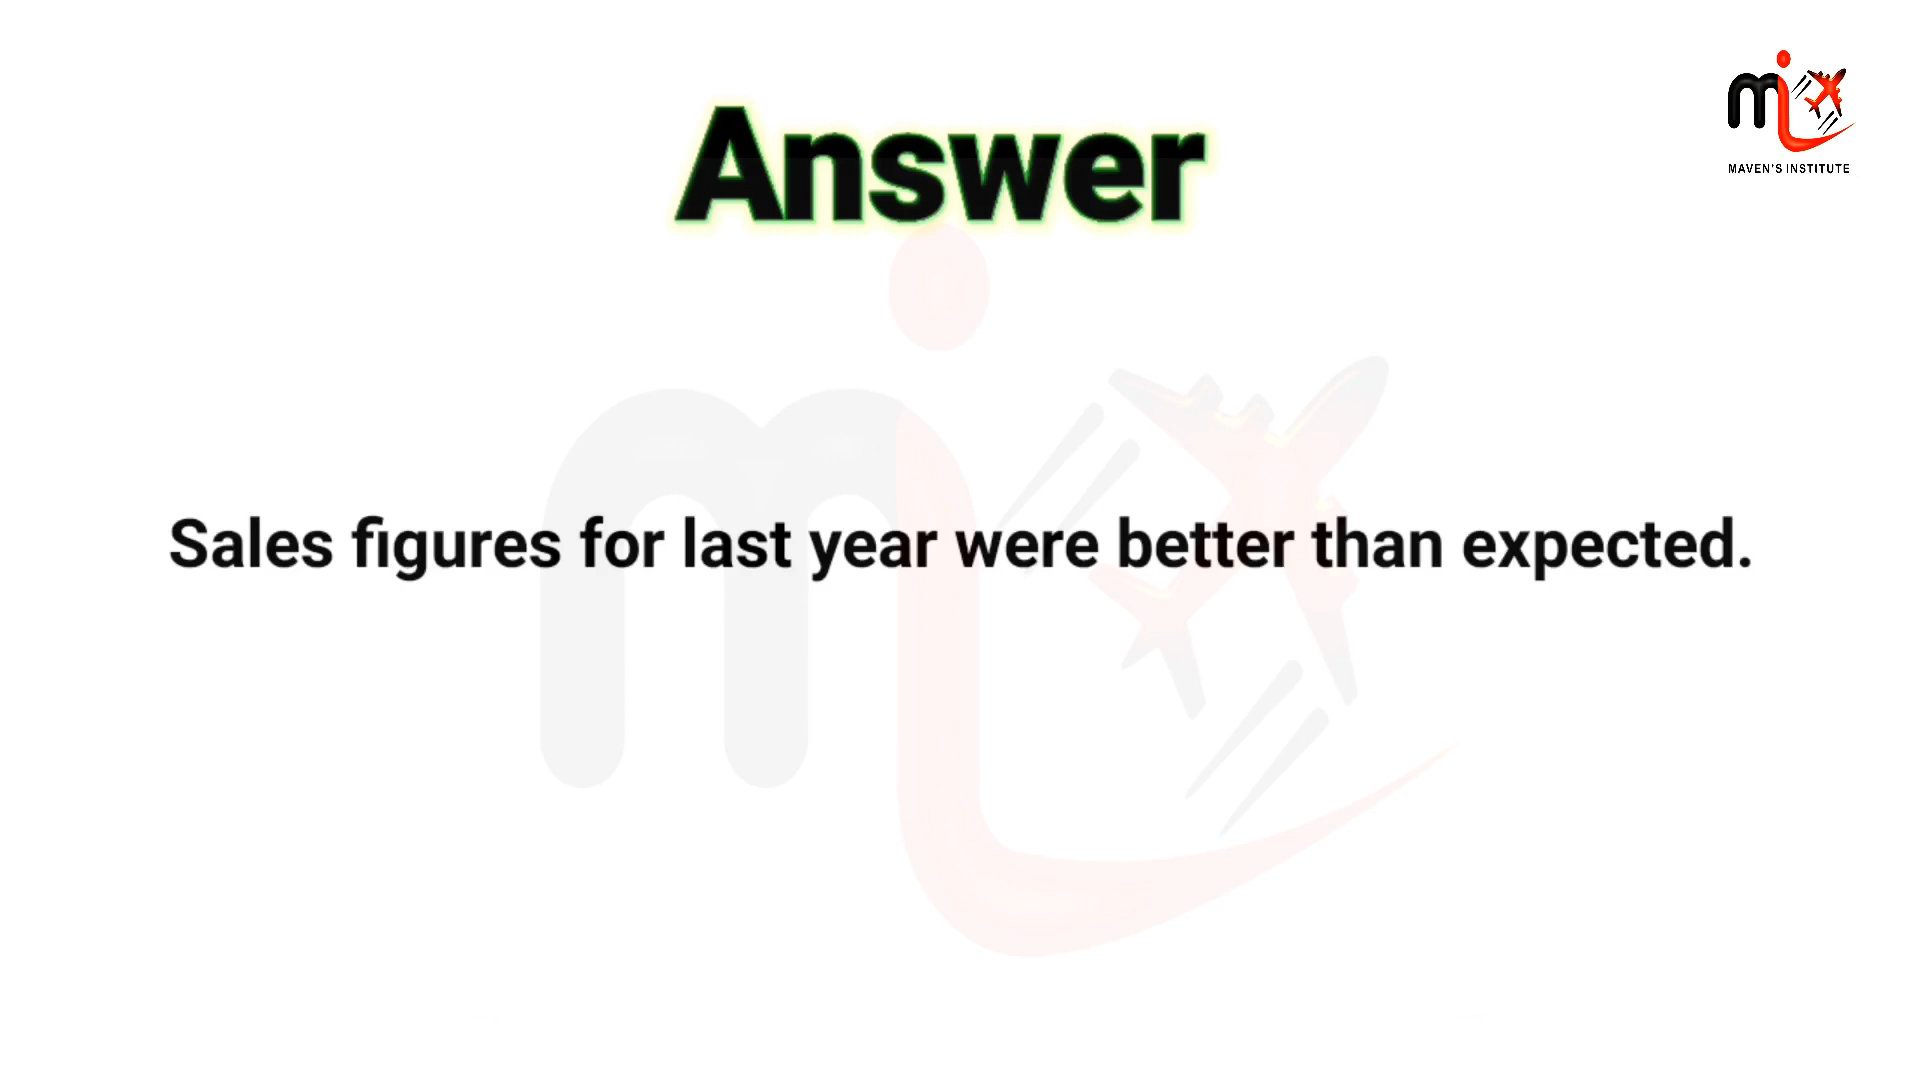 Answer
MAVEN'S INSTITUTE
Sales figures for last year were better than expected.